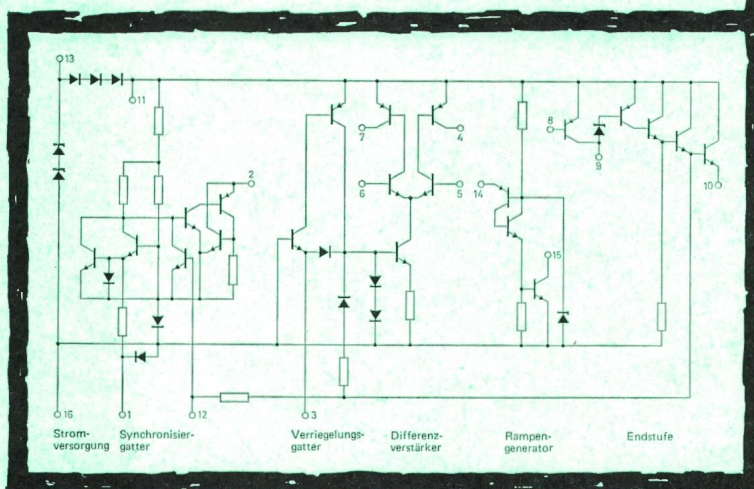 13
11
2
7
4
8
9
6
5
14
10
15
16
1
12
3
Strom-
versorgung
Synchronisier-
gatter
Verriegelungs-
gatter
Differenz-
verstärker
Rampen-
generator
Endstufe